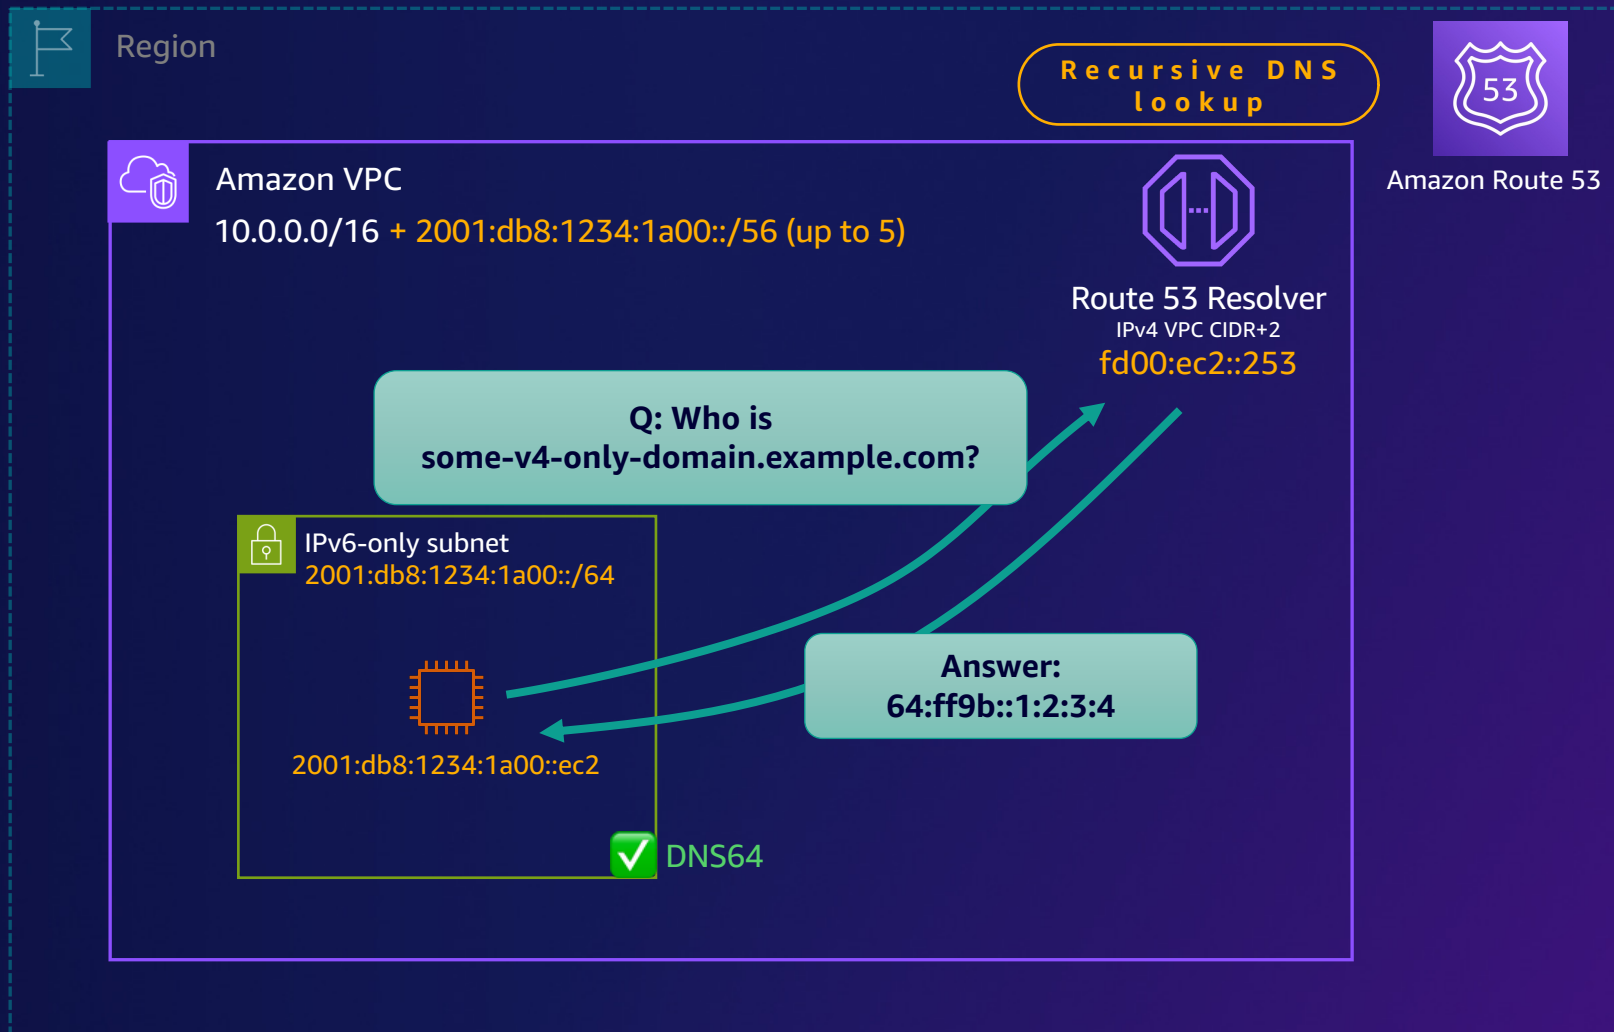 Region
Recursive DNS
lookup
53
Amazon Route 53
Amazon VPC
10.0.0.0/16 + 2001:db8:1234:1a00::/56 (up to 5)
Route 53 Resolver
IPv4 VPC CIDR+2
fd00:ec2::253
Q: Who is
some-v4-only-domain.example.com?
IPv6-only subnet
2001:db8:1234:1a00::/64
Answer:
64:ff9b::1:2:3:4
2001:db8:1234:1a00::ec2
DNS64